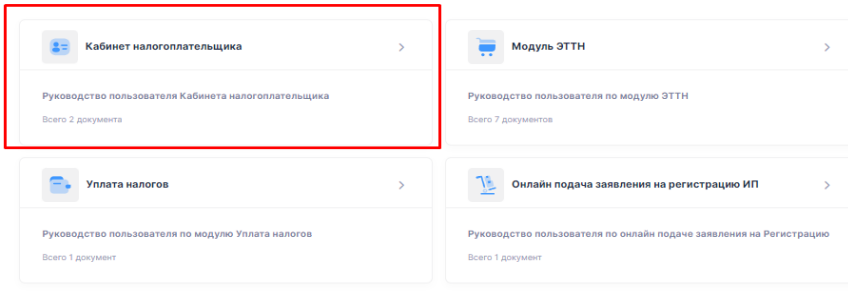 Кабинет налогоплательщика
Руководство пользователя Кабинета налогоплательщика
Всего 2 документа
Модуль ЭТТН
Руководство пользователя по модулю ЭТТН
Всего 7 документов
Уплата налогов
Руководство пользователя по модулю Уплата налогов
Всего 1 документ
Онлайн подача заявления на регистрацию ИП
Руководство пользователя по онлайн подаче заявления на Регистрацию
Всего 1 документ